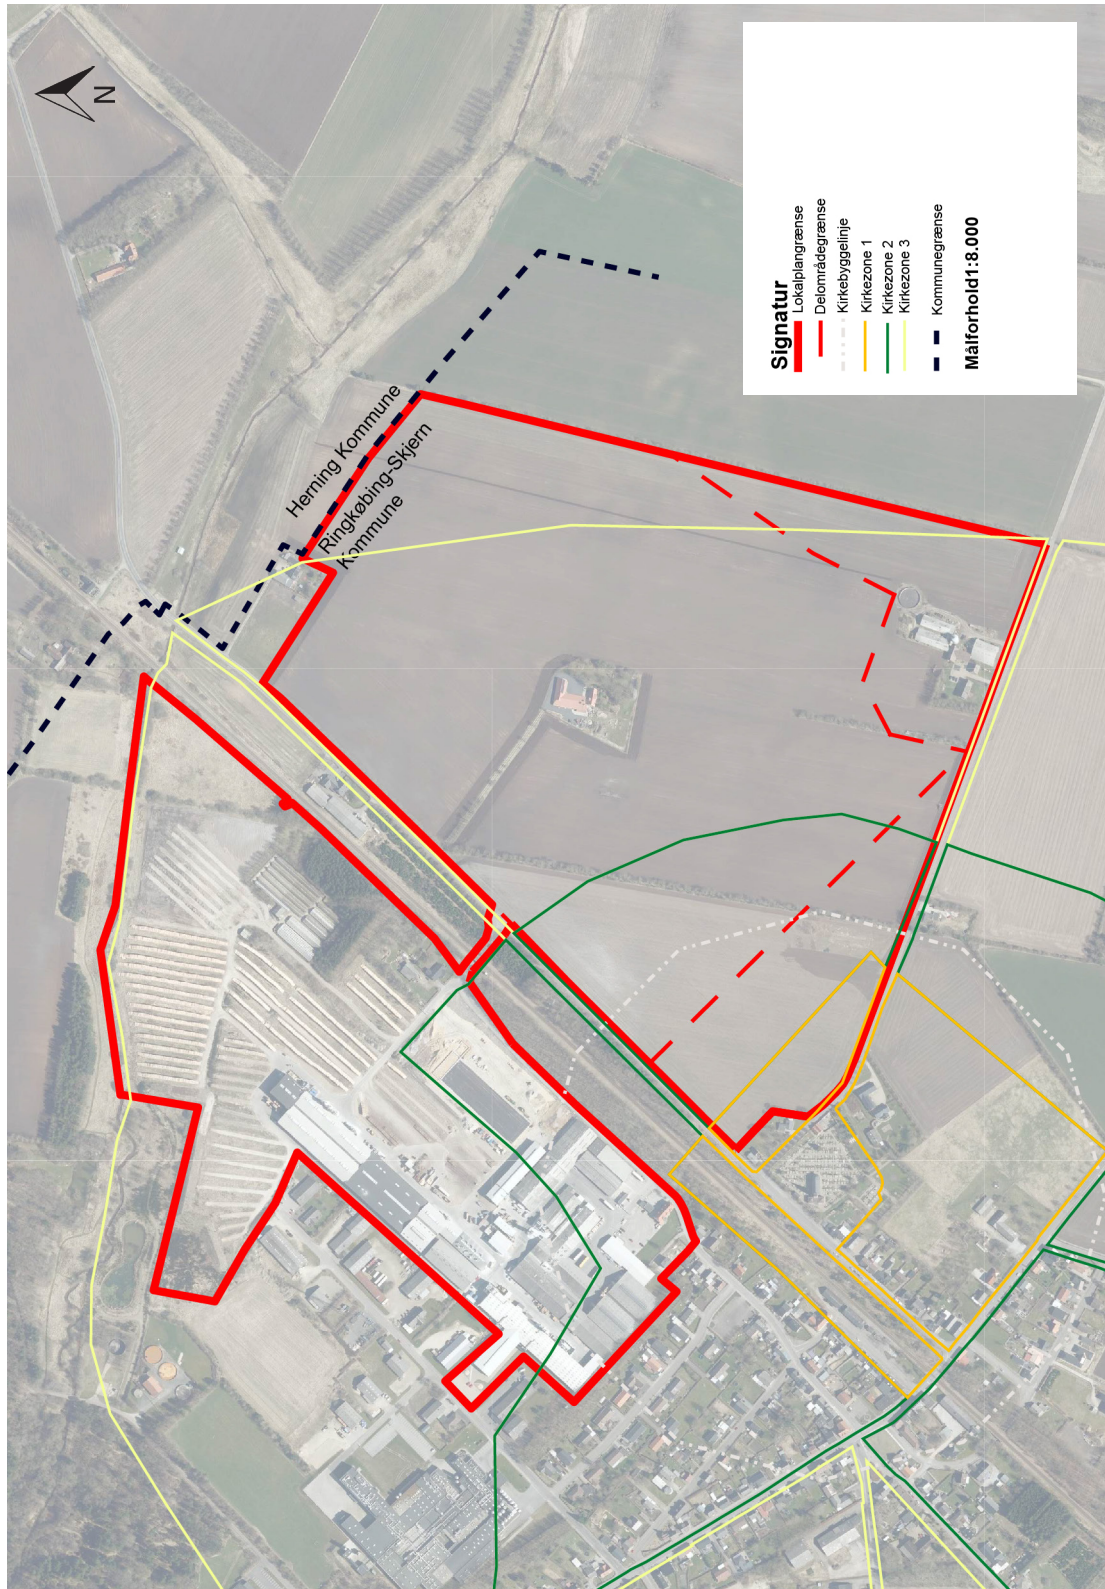 N
Herning Kommune
Ringkøbing-Skjern
Kommune
Signatur
Lokalplangrænse
Delområdegrænse
Kirkebyggelinje
Kirkezone 1
Kirkezone 2
Kirkezone 3
Kommunegrænse
Målforhold1:8.000